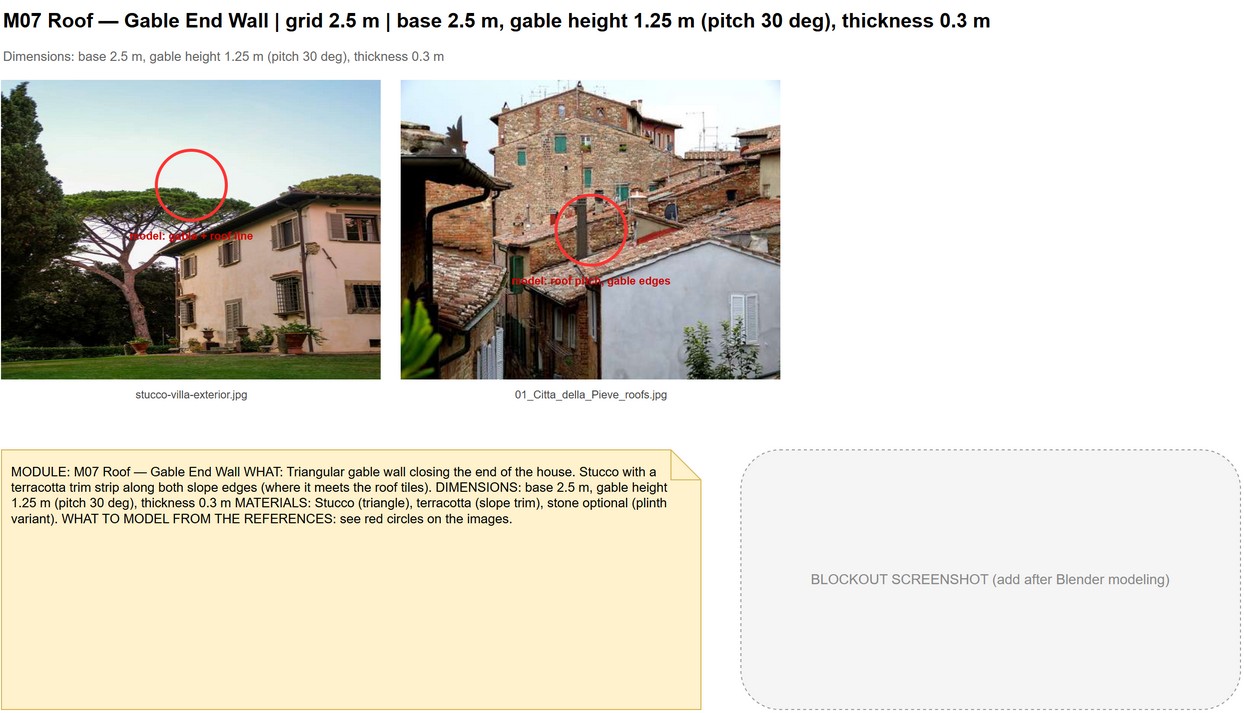 M07 Roof — Gable End Wall | grid 2.5 m | base 2.5 m, gable height 1.25 m (pitch 30 deg), thickness 0.3 m
Dimensions: base 2.5 m, gable height 1.25 m (pitch 30 deg), thickness 0.3 m
model: gable + roof line
model: roof pitch, gable edges
stucco-villa-exterior.jpg
01_Citta_della_Pieve_roofs.jpg
MODULE: M07 Roof — Gable End Wall WHAT: Triangular gable wall closing the end of the house. Stucco with a
terracotta trim strip along both slope edges (where it meets the roof tiles). DIMENSIONS: base 2.5 m, gable height
1.25 m (pitch 30 deg), thickness 0.3 m MATERIALS: Stucco (triangle), terracotta (slope trim), stone optional (plinth
variant). WHAT TO MODEL FROM THE REFERENCES: see red circles on the images.
BLOCKOUT SCREENSHOT (add after Blender modeling)